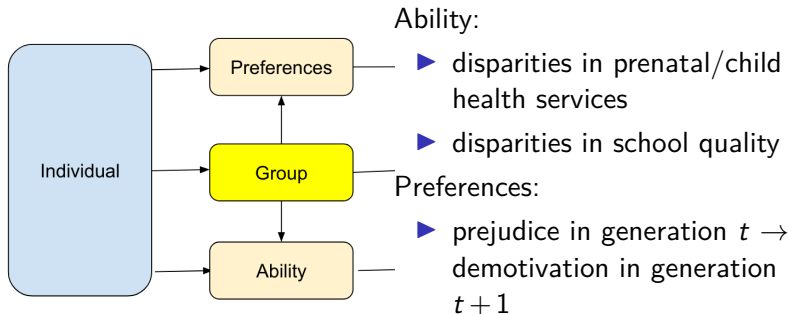 Preferences
Individual
Group
Ability
Ability:
▶ disparities in prenatal/child
health services
▶ disparities in school quality
Preferences:
▶ prejudice in generation t →
demotivation in generation
t + 1